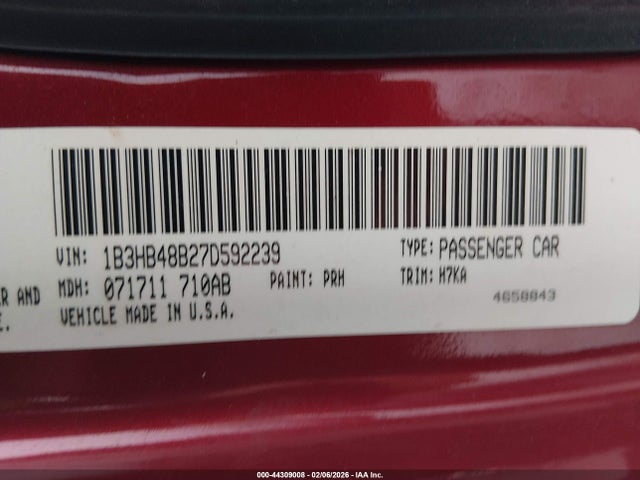 VIN: 1B3HB48B27D592239 TYPE: PASSENGER CAR
MDH: 071711 710AB PAINT: PRH TRIM: H7KA
ER AND
VEHICLE MADE IN U.S.A. 4658843
E.
000-44309008 - 02/06/2026 - IAA Inc.